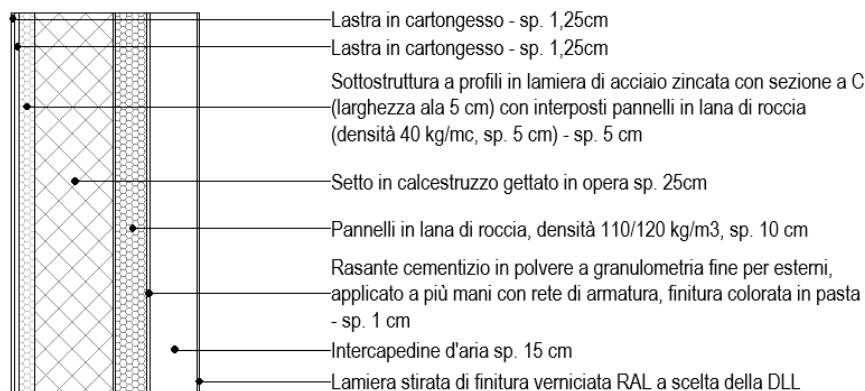 Lastra in cartongesso - sp. 1,25cm
Lastra in cartongesso - sp. 1,25cm
Sottostruttura a profili in lamiera di acciaio zincata con sezione a C
(larghezza ala 5 cm) con interposti pannelli in lana di roccia
(densità 40 kg/mc, sp. 5 cm) - sp. 5 cm
Setto in calcestruzzo gettato in opera sp. 25cm
Pannelli in lana di roccia, densità 110/120 kg/m3, sp. 10 cm
Rasante cementizio in polvere a granulometria fine per esterni,
applicato a più mani con rete di armatura, finitura colorata in pasta
- sp. 1 cm
Intercapedine d'aria sp. 15 cm
Lamiera stirata di finitura verniciata RAL a scelta della DLL